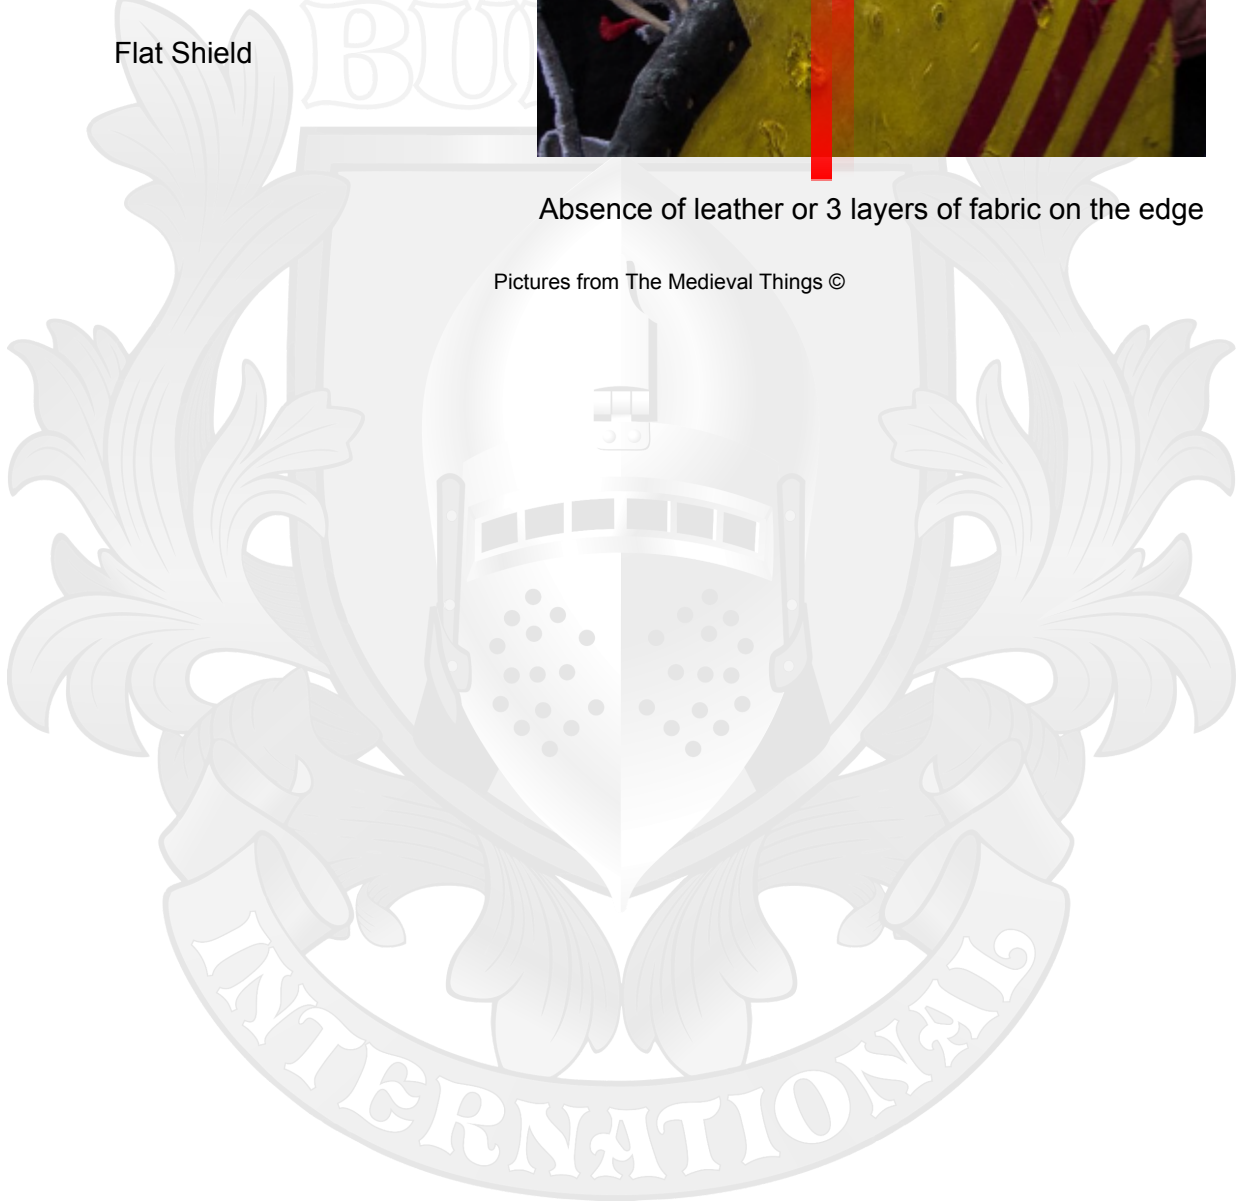 BU
Flat Shield
Absence of leather or 3 layers of fabric on the edge
Pictures from The Medieval Things ©
INTERNATIONAL